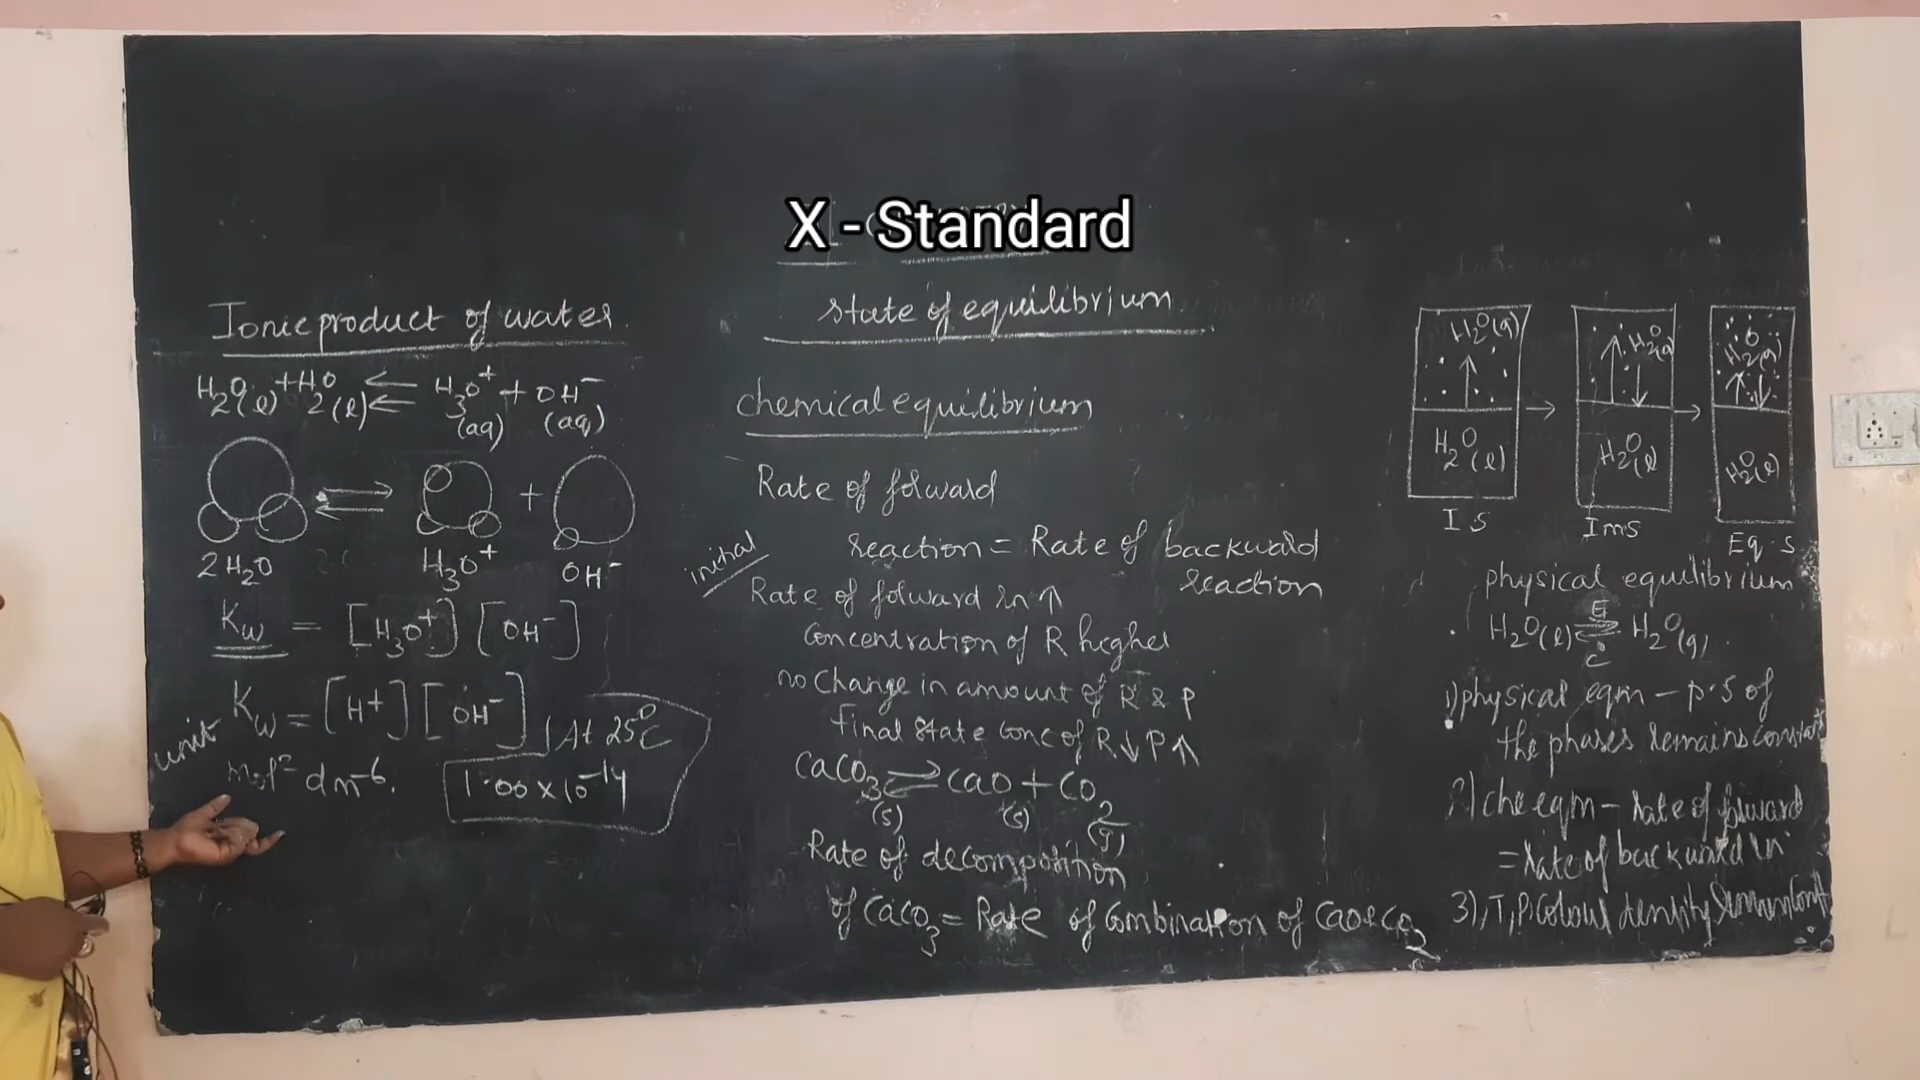 X - Standard
Ionic product of water
H₂O(l) + H₂O(l) ⇐ H₃O⁺(aq) + OH⁻(aq)
2H₂O H₃O⁺ + OH⁻
Kw = [H₃O⁺] [OH⁻]
Kw = [H⁺] [OH⁻]
At 25°C
unit
mol² dm⁻⁶.
1.00 × 10⁻¹⁴
state of equilibrium
chemical equilibrium
Rate of forward
reaction = Rate of backward
reaction
initial
Rate of forward rn ↑
Concentration of R higher
no change in amount of R & P
Final state conc of R↓ P↑
CaCO₃(s) ⇌ CaO(s) + CO₂(g)
Rate of decomposition
of CaCO₃ = Rate of Combination of CaO & CO₂
H₂O(g) H₂O(g) H₂O(g)
H₂O(l) → H₂O(l) → H₂O(l)
I S ImS Eq S
physical equilibrium
H₂O(l) ⇌ H₂O(g)
E
C
1) physical eqm - P.S of
the phases remains constant
2) che eqm - rate of forward
= rate of backward rn
3) T, P, Colour density Cont